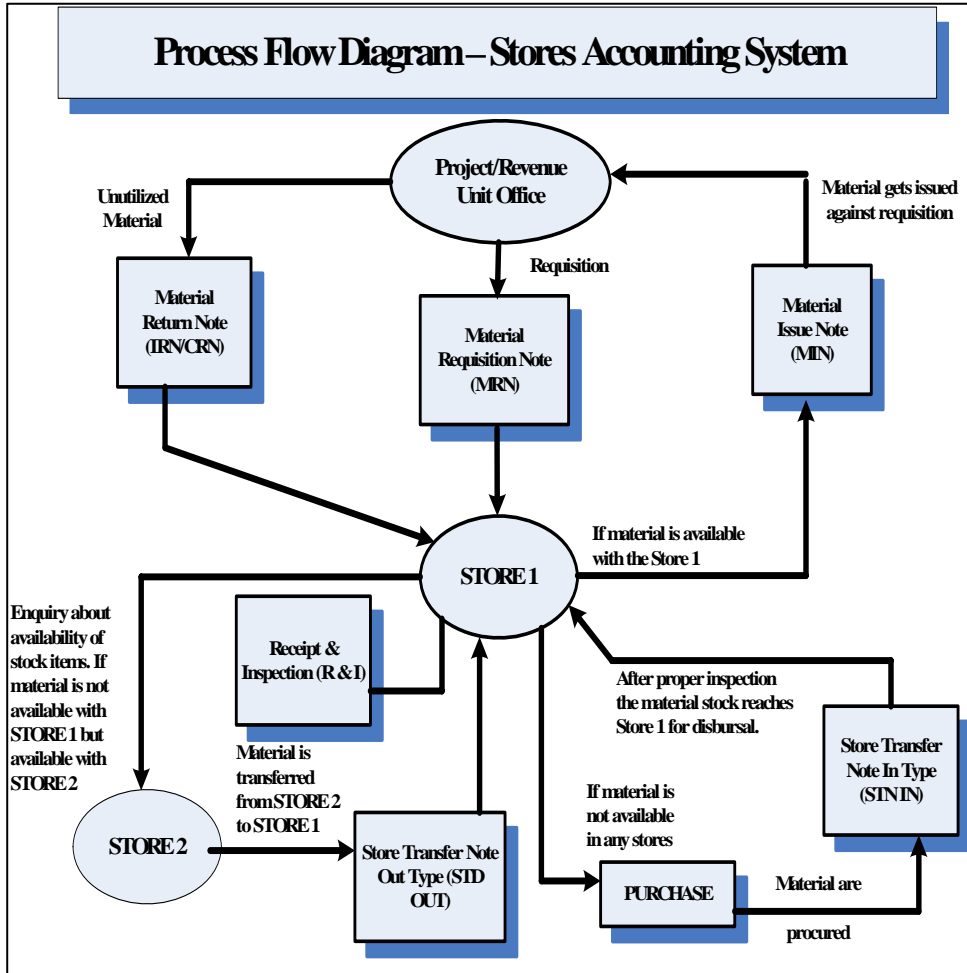 Process Flow Diagram – Stores Accounting System
Project/Revenue
Unit Office
Unutilized
Material
Material gets issued
against requisition
Requisition
Material
Return Note
(IRN/CRN)
Material
Requisition Note
(MRN)
Material
Issue Note
(MIN)
If material is available
with the Store 1
STORE 1
Enquiry about
availability of
stock items. If
material is not
available with
STORE 1 but
available with
STORE 2
Receipt &
Inspection (R & I)
After proper inspection
the material stock reaches
Store 1 for disbursal.
Store Transfer
Note In Type
(STN IN)
Material is
transferred
from STORE 2
to STORE 1
If material is
not available
in any stores
STORE 2
Store Transfer Note
Out Type (STD
OUT)
PURCHASE
Material are
procured